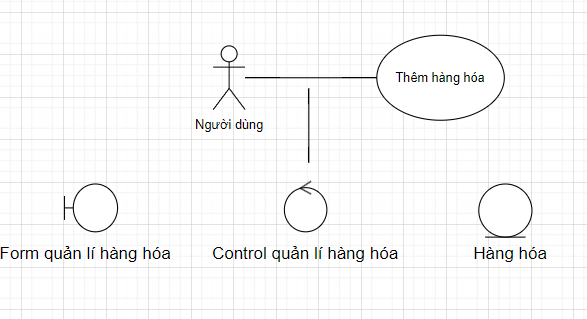 Thêm hàng hóa
Người dùng
Form quản lí hàng hóa
Control quản lí hàng hóa
Hàng hóa